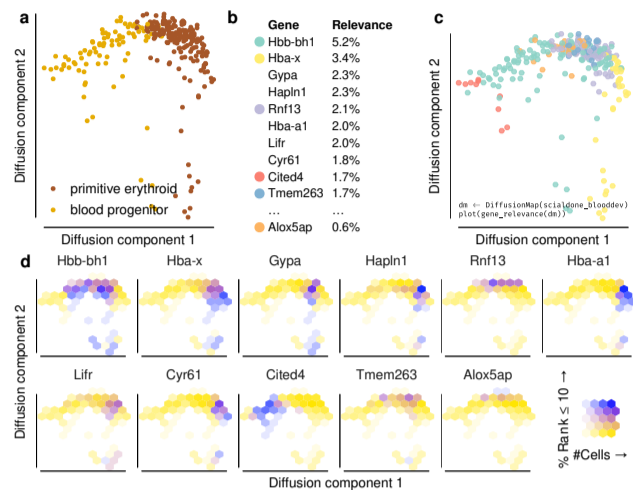 a
Diffusion component 2
primitive erythroid
blood progenitor
Diffusion component 1
b
Gene Relevance
Hbb-bh1 5.2%
Hba-x 3.4%
Gypa 2.3%
Hapln1 2.3%
Rnf13 2.1%
Hba-a1 2.0%
Lifr 2.0%
Cyr61 1.8%
Cited4 1.7%
Tmem263 1.7%
... ...
Alox5ap 0.6%
c
Diffusion component 2
dm ← DiffusionMap(scialdone_blooddev)
plot(gene_relevance(dm))
Diffusion component 1
d
Diffusion component 2
Hbb-bh1 Hba-x Gypa Hapln1 Rnf13 Hba-a1
Lifr Cyr61 Cited4 Tmem263 Alox5ap
% Rank ≤ 10 →
#Cells →
Diffusion component 1